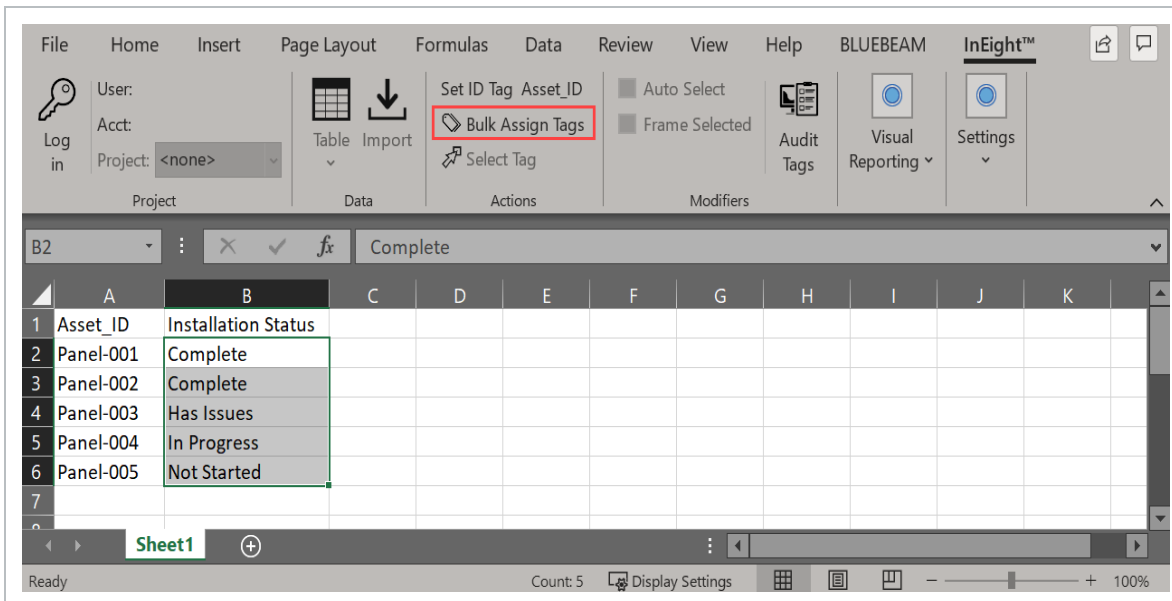 File Home Insert Page Layout Formulas Data Review View Help BLUEBEAM InEight™
Log in
User:
Acct:
Project: <none>
Project
Table Import
Data
Set ID Tag Asset_ID
Bulk Assign Tags
Select Tag
Actions
Auto Select
Frame Selected
Modifiers
Audit
Tags
Visual
Reporting
Settings
B2 fx Complete
A B C D E F G H I J K
1 Asset_ID Installation Status
2 Panel-001 Complete
3 Panel-002 Complete
4 Panel-003 Has Issues
5 Panel-004 In Progress
6 Panel-005 Not Started
7
Sheet1
Ready Count: 5 Display Settings 100%